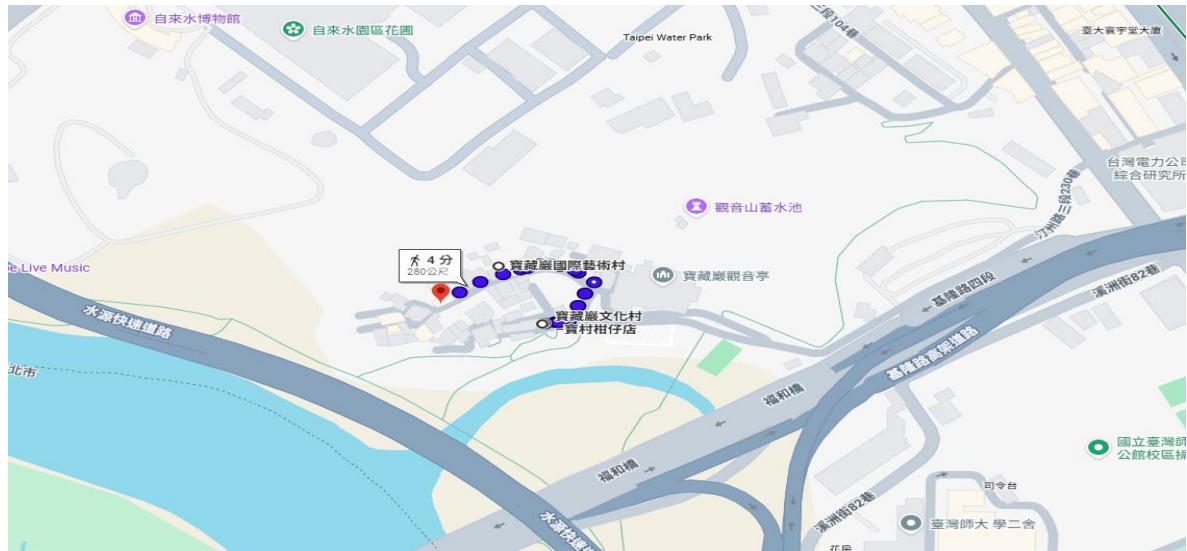 自來水博物館
自來水園區花圃
Taipei Water Park
三段104巷
臺大寰宇堂大廈
台灣電力公司
綜合研究所
汀州路三段230巷
觀音山蓄水池
e Live Music
4 分
280公尺
寶藏巖國際藝術村
寶藏巖觀音亭
寶藏巖文化村
-寶村柑仔店
水源快速道路
基隆路四段
溪洲街82巷
基隆路高架道路
北市
福和橋
福和橋
國立臺灣師
公館校區操
水源快速道路
溪洲街82巷
司令台
臺灣師大 學二舍
花房